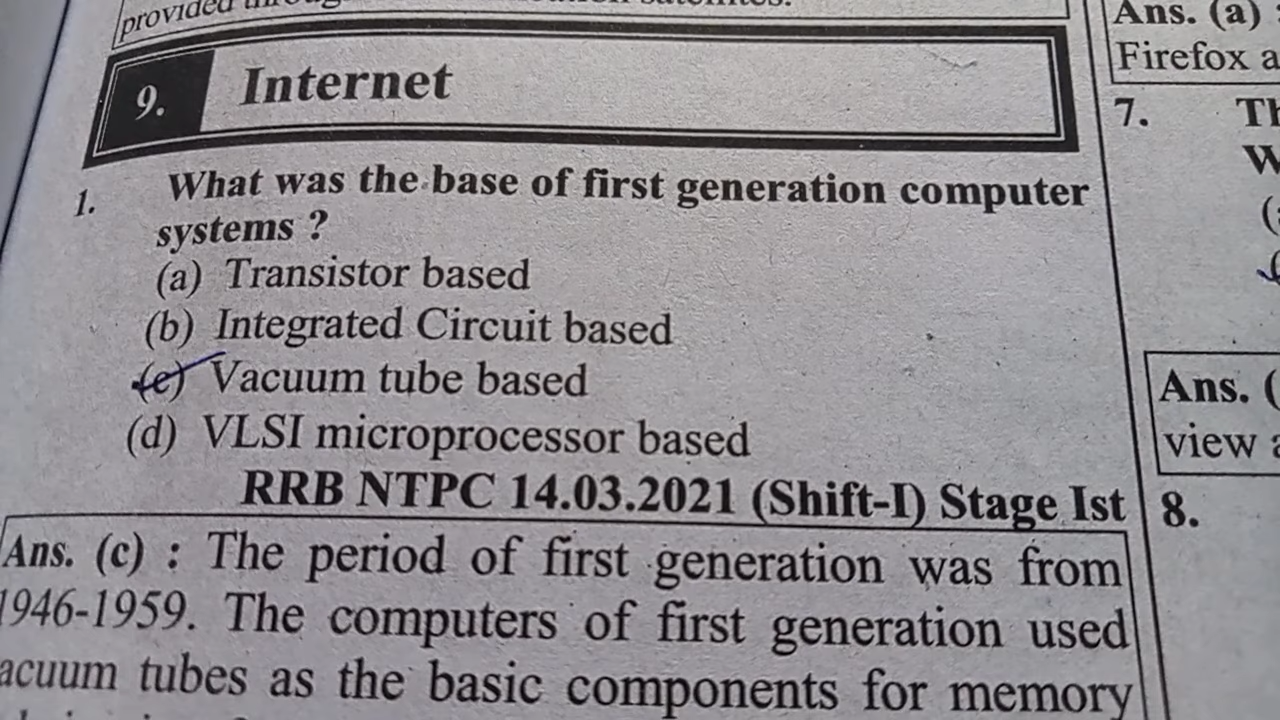 provided
satellites.
9. Internet
1. What was the base of first generation computer
systems ?
(a) Transistor based
(b) Integrated Circuit based
(c) Vacuum tube based
(d) VLSI microprocessor based
RRB NTPC 14.03.2021 (Shift-I) Stage Ist
Ans. (c) : The period of first generation was from
1946-1959. The computers of first generation used
acuum tubes as the basic components for memory
Ans. (a) :
Firefox a
7.
Ans. (
view a
8.